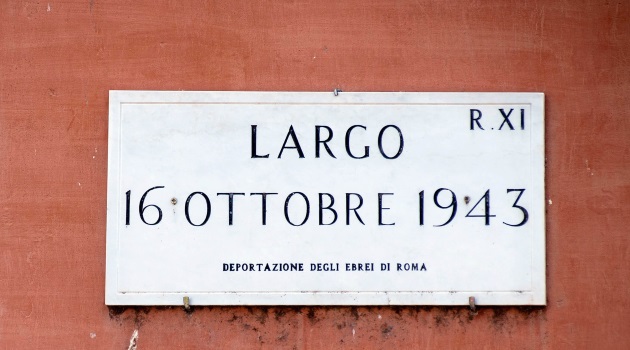 R.XI
LARGO
16 OTTOBRE 1943
DEPORTAZIONE DEGLI EBREI DI ROMA